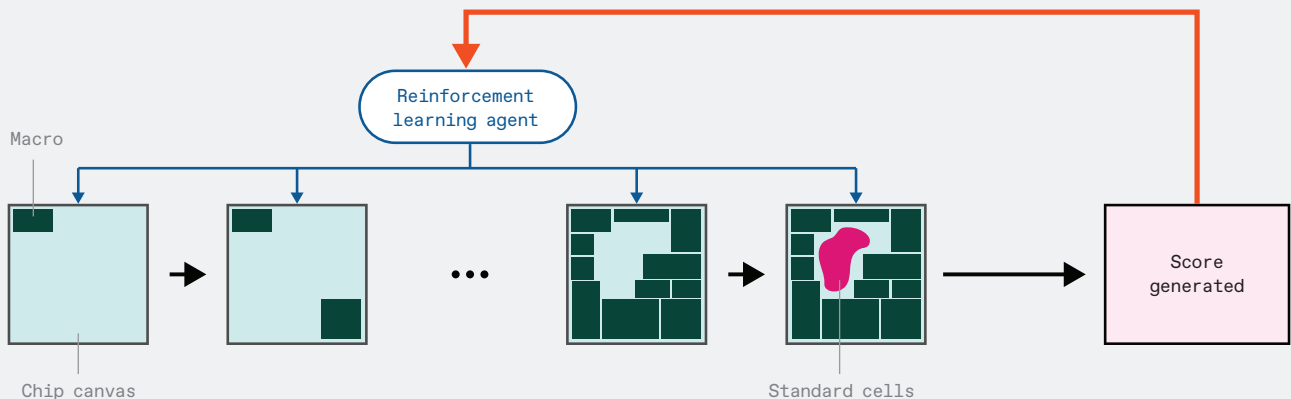 Reinforcement
learning agent
Macro
Score
generated
Chip canvas
Standard cells